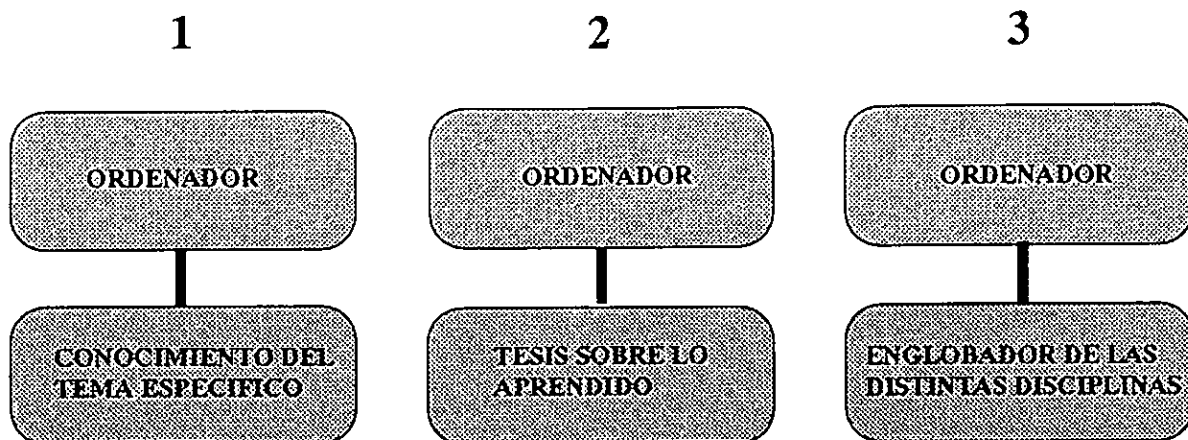 1
2
3
ORDENADOR
ORDENADOR
ORDENADOR
CONOCIMIENTO DEL
TEMA ESPECIFICO
TESIS SOBRE LO
APRENDIDO
ENGLOBADOR DE LAS
DISTINTAS DISCIPLINAS